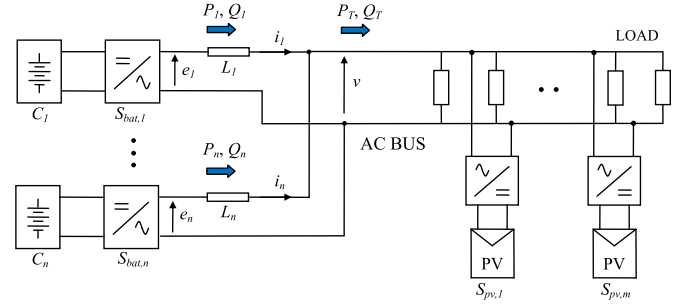 P1, Q1
PT, QT
i1
LOAD
e1
L1
v
C1
Sbat,1
Pn, Qn
AC BUS
in
en
Ln
Cn
Sbat,n
PV
PV
Spv,1
Spv,m